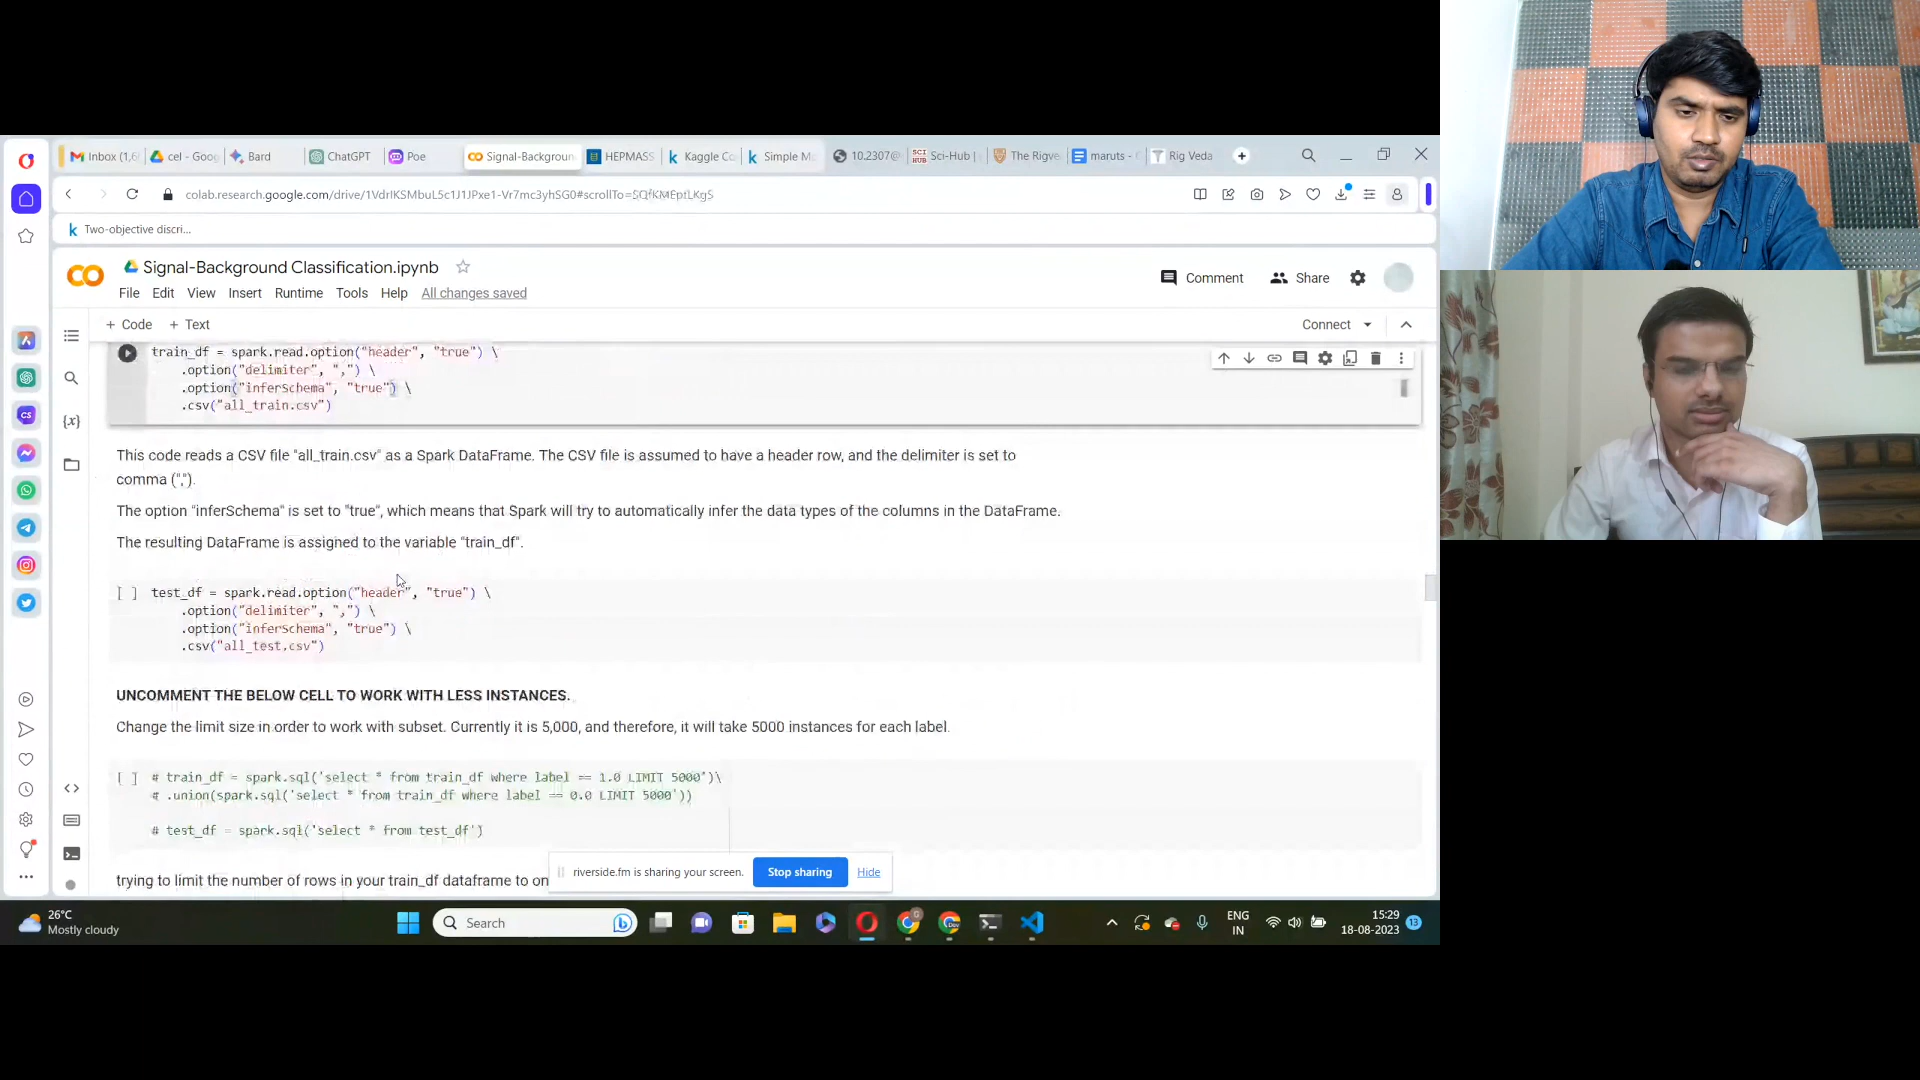 Inbox (1,6
cel - Goog
Bard
ChatGPT
Poe
Signal-Backgroun
HEPMASS
Kaggle Co
Simple M
10.2307@
SCI HUB
Sci-Hub |
The Rigve
maruts -
Rig Veda
colab.research.google.com/drive/
Two-objective discri...
Signal-Background Classification.ipynb
File Edit View Insert Runtime Tools Help All changes saved
Comment
Share
+ Code + Text
Connect
train_df = spark.read.option("header", "true") \
.option("delimiter", ",") \
.option("inferSchema", "true") \
.csv("all_train.csv")
This code reads a CSV file "all_train.csv" as a Spark DataFrame. The CSV file is assumed to have a header row, and the delimiter is set to
comma (",").
The option "inferSchema" is set to "true", which means that Spark will try to automatically infer the data types of the columns in the DataFrame.
The resulting DataFrame is assigned to the variable "train_df".
[ ] test_df = spark.read.option("header", "true") \
.option("delimiter", ",") \
.option("inferSchema", "true") \
.csv("all_test.csv")
UNCOMMENT THE BELOW CELL TO WORK WITH LESS INSTANCES.
Change the limit size in order to work with subset. Currently it is 5,000, and therefore, it will take 5000 instances for each label.
[ ] # train_df = spark.sql('select * from train_df where label == 1.0 LIMIT 5000')\
# .union(spark.sql('select * from train_df where label == 0.0 LIMIT 5000'))
# test_df = spark.sql('select * from test_df')
trying to limit the number of rows in your train_df dataframe to on
riverside.fm is sharing your screen.
Stop sharing
Hide
CS
{x}
26°C
Mostly cloudy
Search
ENG
IN
15:29
18-08-2023
13